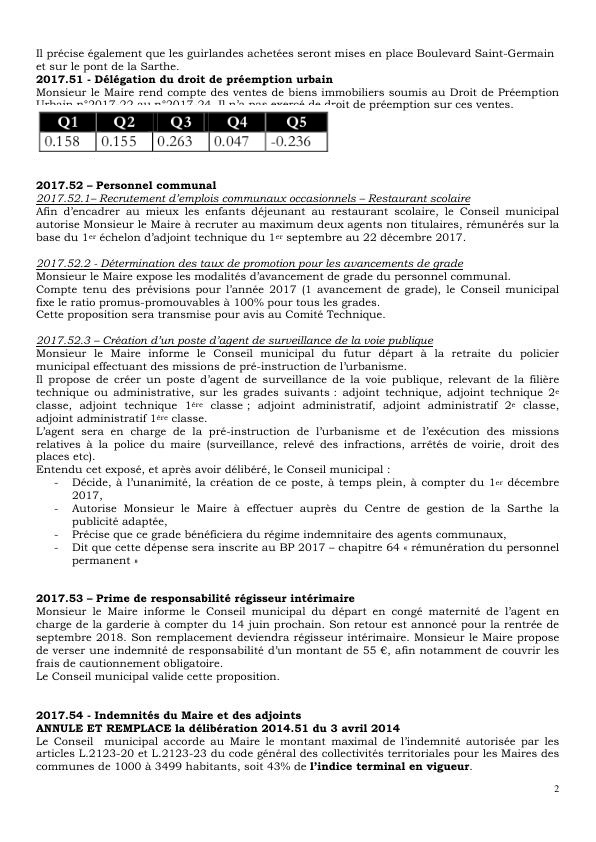 Il précise également que les guirlandes achetées seront mises en place Boulevard Saint-Germain
et sur le pont de la Sarthe.
2017.51 - Délégation du droit de préemption urbain
Monsieur le Maire rend compte des ventes de biens immobiliers soumis au Droit de Préemption
Urbain n°2017-22 au n°2017-24. Il n'a pas exercé de droit de préemption sur ces ventes.
Q1 Q2 Q3 Q4 Q5
0.158 0.155 0.263 0.047 -0.236
2017.52 – Personnel communal
2017.52.1– Recrutement d'emplois communaux occasionnels – Restaurant scolaire
Afin d'encadrer au mieux les enfants déjeunant au restaurant scolaire, le Conseil municipal
autorise Monsieur le Maire à recruter au maximum deux agents non titulaires, rémunérés sur la
base du 1er échelon d'adjoint technique du 1er septembre au 22 décembre 2017.
2017.52.2 - Détermination des taux de promotion pour les avancements de grade
Monsieur le Maire expose les modalités d'avancement de grade du personnel communal.
Compte tenu des prévisions pour l'année 2017 (1 avancement de grade), le Conseil municipal
fixe le ratio promus-promouvables à 100% pour tous les grades.
Cette proposition sera transmise pour avis au Comité Technique.
2017.52.3 – Création d'un poste d'agent de surveillance de la voie publique
Monsieur le Maire informe le Conseil municipal du futur départ à la retraite du policier
municipal effectuant des missions de pré-instruction de l'urbanisme.
Il propose de créer un poste d'agent de surveillance de la voie publique, relevant de la filière
technique ou administrative, sur les grades suivants : adjoint technique, adjoint technique 2e
classe, adjoint technique 1ère classe ; adjoint administratif, adjoint administratif 2e classe,
adjoint administratif 1ère classe.
L'agent sera en charge de la pré-instruction de l'urbanisme et de l'exécution des missions
relatives à la police du maire (surveillance, relevé des infractions, arrêtés de voirie, droit des
places etc).
Entendu cet exposé, et après avoir délibéré, le Conseil municipal :
- Décide, à l'unanimité, la création de ce poste, à temps plein, à compter du 1er décembre
2017,
- Autorise Monsieur le Maire à effectuer auprès du Centre de gestion de la Sarthe la
publicité adaptée,
- Précise que ce grade bénéficiera du régime indemnitaire des agents communaux,
- Dit que cette dépense sera inscrite au BP 2017 – chapitre 64 « rémunération du personnel
permanent »
2017.53 – Prime de responsabilité régisseur intérimaire
Monsieur le Maire informe le Conseil municipal du départ en congé maternité de l'agent en
charge de la garderie à compter du 14 juin prochain. Son retour est annoncé pour la rentrée de
septembre 2018. Son remplacement deviendra régisseur intérimaire. Monsieur le Maire propose
de verser une indemnité de responsabilité d'un montant de 55 €, afin notamment de couvrir les
frais de cautionnement obligatoire.
Le Conseil municipal valide cette proposition.
2017.54 - Indemnités du Maire et des adjoints
ANNULE ET REMPLACE la délibération 2014.51 du 3 avril 2014
Le Conseil municipal accorde au Maire le montant maximal de l'indemnité autorisée par les
articles L.2123-20 et L.2123-23 du code général des collectivités territoriales pour les Maires des
communes de 1000 à 3499 habitants, soit 43% de l'indice terminal en vigueur.
2